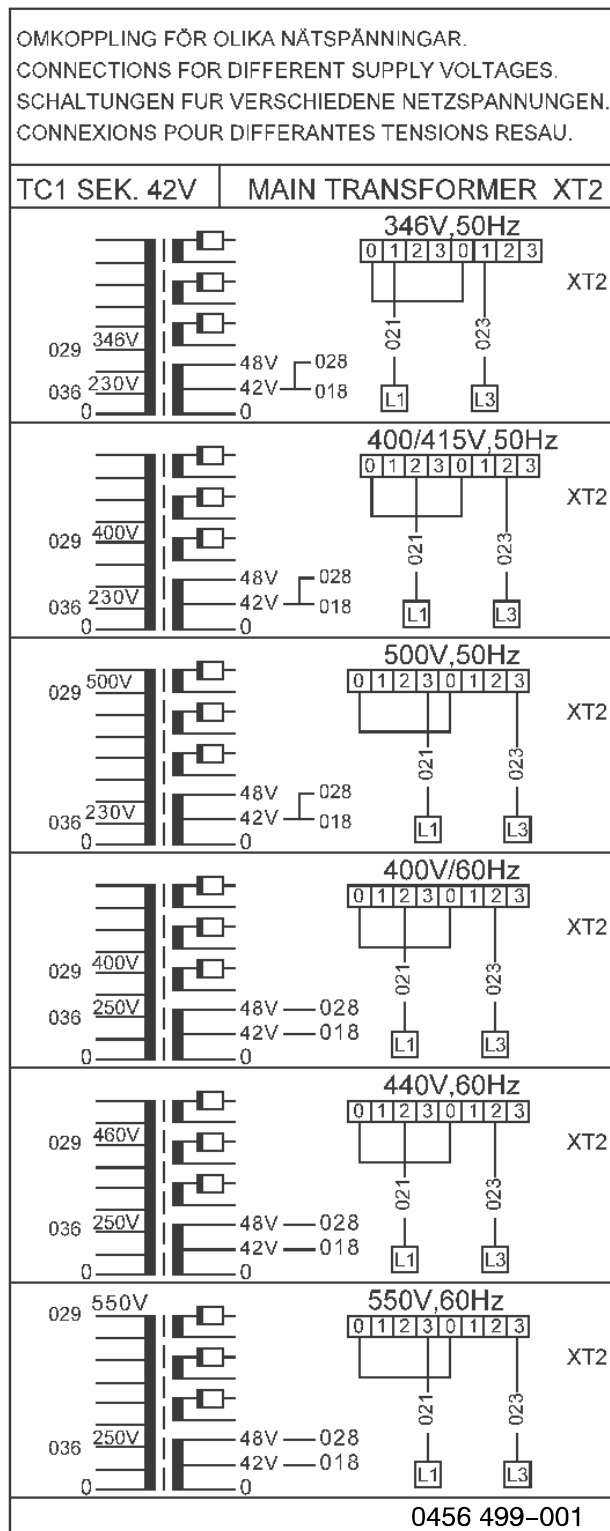 OMKOPPLING FÖR OLIKA NÄTSPÄNNINGAR.
CONNECTIONS FOR DIFFERENT SUPPLY VOLTAGES.
SCHALTUNGEN FUR VERSCHIEDENE NETZSPANNUNGEN.
CONNEXIONS POUR DIFFERANTES TENSIONS RESAU.
TC1 SEK. 42V MAIN TRANSFORMER XT2
346V,50Hz
0 1 2 3 0 1 2 3
XT2
021 023
029 346V
48V 028
036 230V 42V 018
0 0
L1 L3
400/415V,50Hz
0 1 2 3 0 1 2 3
XT2
029 400V
021 023
48V 028
036 230V 42V 018
0 0
L1 L3
500V,50Hz
0 1 2 3 0 1 2 3
029 500V
XT2
021 023
48V 028
036 230V 42V 018
0 0
L1 L3
400V/60Hz
0 1 2 3 0 1 2 3
XT2
029 400V
021 023
036 250V 48V 028
42V 018
0 0
L1 L3
440V,60Hz
0 1 2 3 0 1 2 3
029 460V
XT2
021 023
036 250V 48V 028
42V 018
0 0
L1 L3
029 550V
550V,60Hz
0 1 2 3 0 1 2 3
XT2
021 023
036 250V 48V 028
42V 018
0 0
L1 L3
0456 499-001